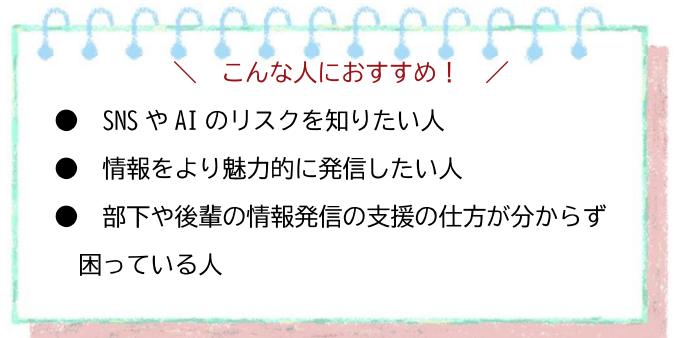 ＼　こんな人におすすめ！　／
●　SNSやAIのリスクを知りたい人
●　情報をより魅力的に発信したい人
●　部下や後輩の情報発信の支援の仕方が分からず
困っている人